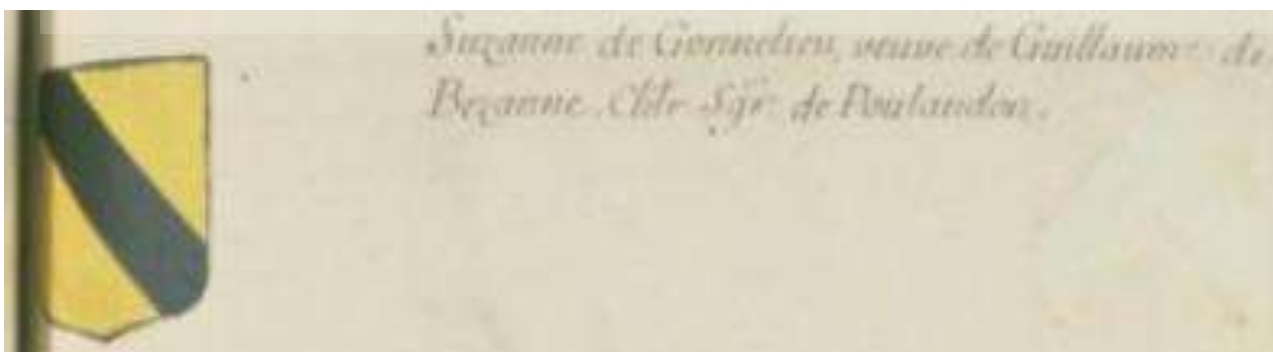 Suzanne de Gonnelieu, veuve de Guillaume de
Bezanne, Chlr Sgr de Poulandon.